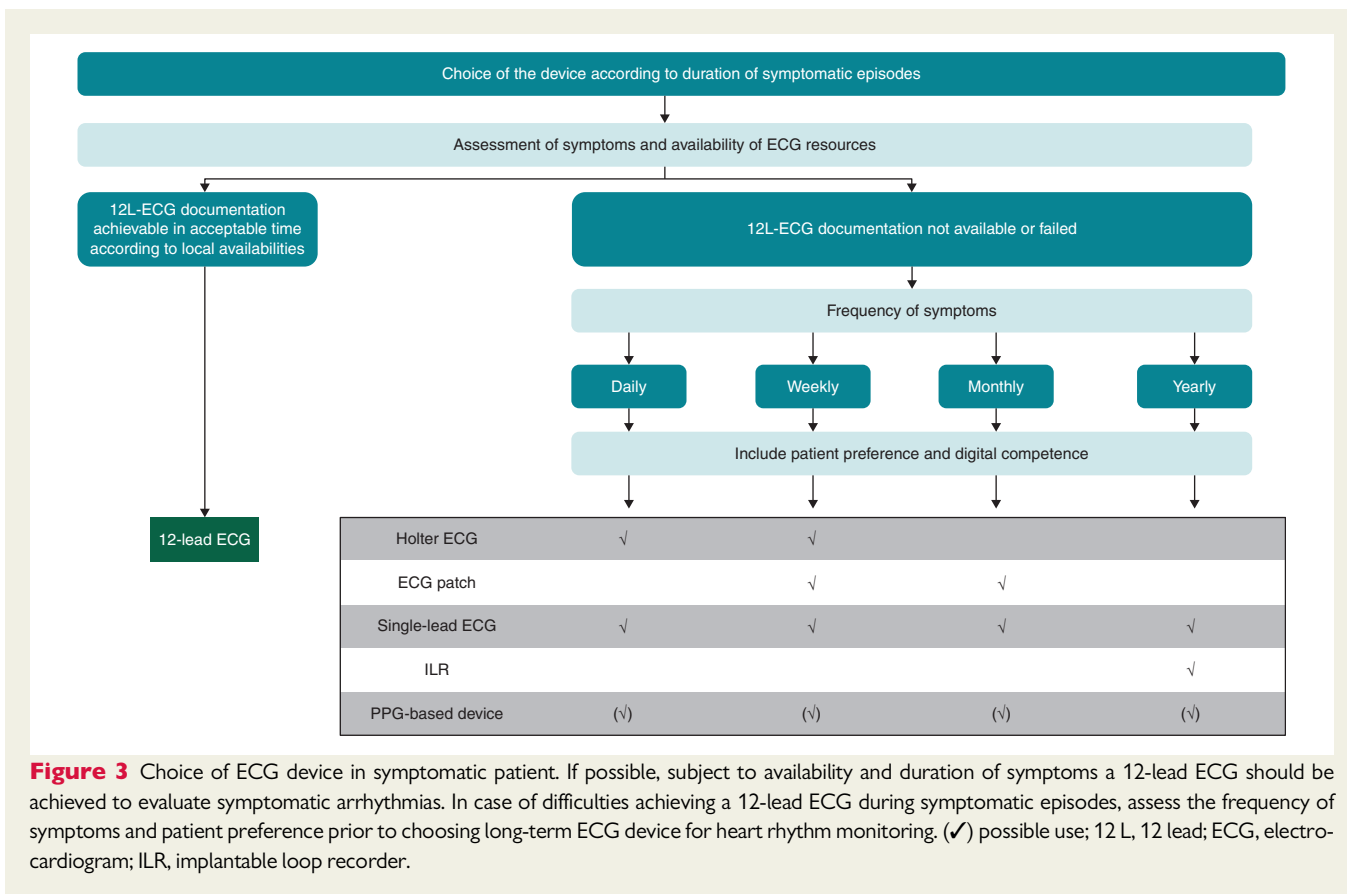 Choice of the device according to duration of symptomatic episodes
Assessment of symptoms and availability of ECG resources
12L-ECG documentation
achievable in acceptable time
according to local availabilities
12L-ECG documentation not available or failed
Frequency of symptoms
Daily Weekly Monthly Yearly
Include patient preference and digital competence
12-lead ECG
Holter ECG √ √
ECG patch √ √
Single-lead ECG √ √ √ √
ILR √
PPG-based device (√) (√) (√) (√)
Figure 3 Choice of ECG device in symptomatic patient. If possible, subject to availability and duration of symptoms a 12-lead ECG should be
achieved to evaluate symptomatic arrhythmias. In case of difficulties achieving a 12-lead ECG during symptomatic episodes, assess the frequency of
symptoms and patient preference prior to choosing long-term ECG device for heart rhythm monitoring. (✓) possible use; 12 L, 12 lead; ECG, electro-
cardiogram; ILR, implantable loop recorder.